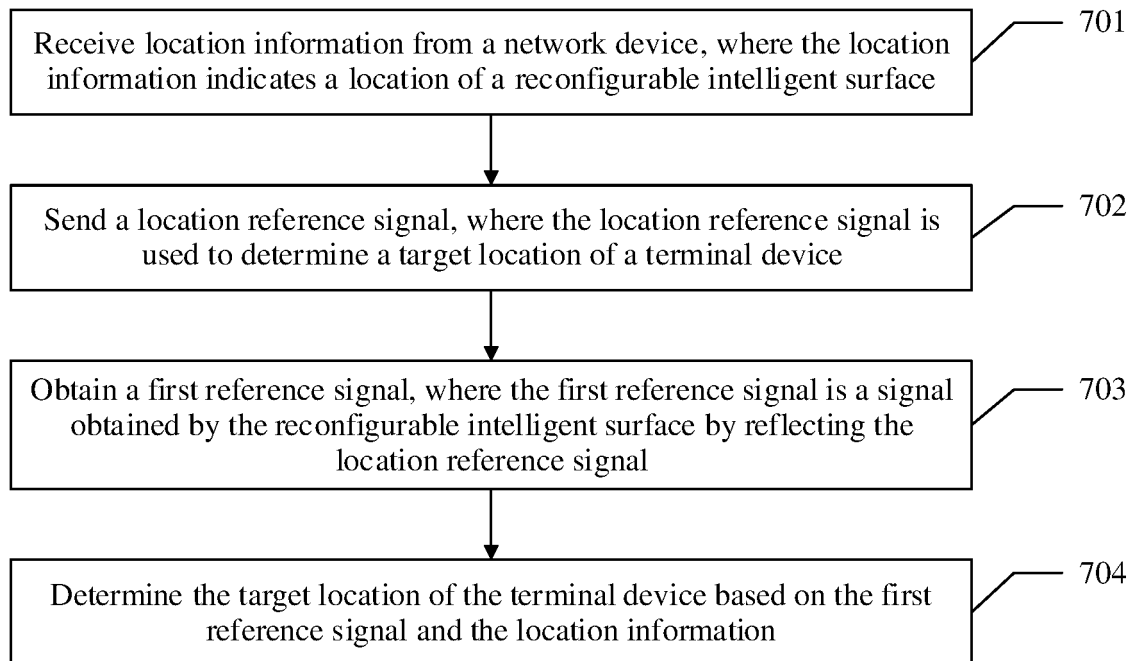 701
Receive location information from a network device, where the location
information indicates a location of a reconfigurable intelligent surface
702
Send a location reference signal, where the location reference signal is
used to determine a target location of a terminal device
703
Obtain a first reference signal, where the first reference signal is a signal
obtained by the reconfigurable intelligent surface by reflecting the
location reference signal
704
Determine the target location of the terminal device based on the first
reference signal and the location information